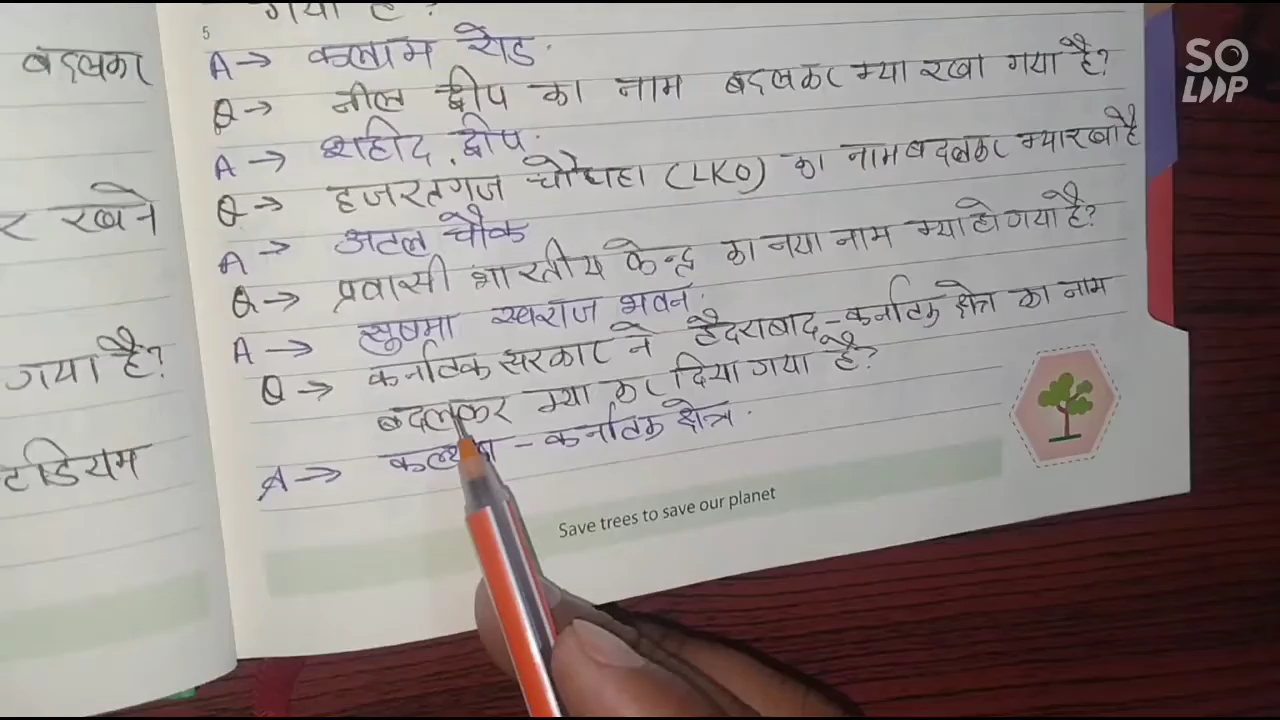 बदलकर
र रखने
गया है?
टेडियम
गया है?
5
A → कलाम रोड.
Q → नील द्वीप का नाम बदलकर क्या रखा गया है?
A → शहीद द्वीप.
Q → हजरतगंज चौराहा (LKO) का नाम बदलकर क्या रखा है
A → अटल चौक
Q → प्रवासी भारतीय केन्द्र का नया नाम क्या हो गया है?
A → सुषमा स्वराज भवन.
Q → कर्नाटक सरकार ने हैदराबाद-कर्नाटक क्षेत्र का नाम
बदलकर क्या कर दिया गया है?
A → - कर्नाटक क्षेत्र.
Save trees to save our planet
SO
LOOP